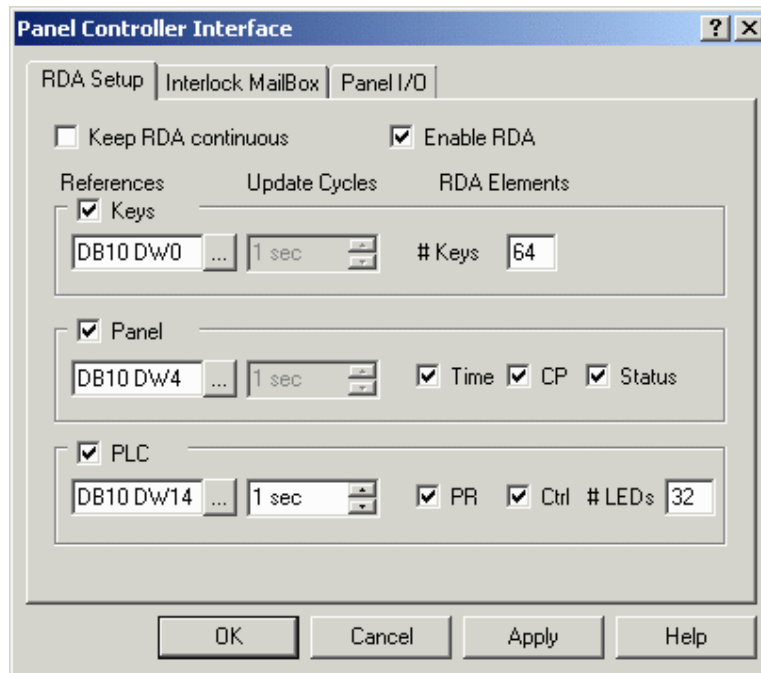 Panel Controller Interface
RDA Setup Interlock MailBox Panel I/O
Keep RDA continuous Enable RDA
References Update Cycles RDA Elements
Keys
DB10 DW0 ... 1 sec # Keys 64
Panel
DB10 DW4 ... 1 sec Time CP Status
PLC
DB10 DW14 ... 1 sec PR Ctrl # LEDs 32
OK Cancel Apply Help